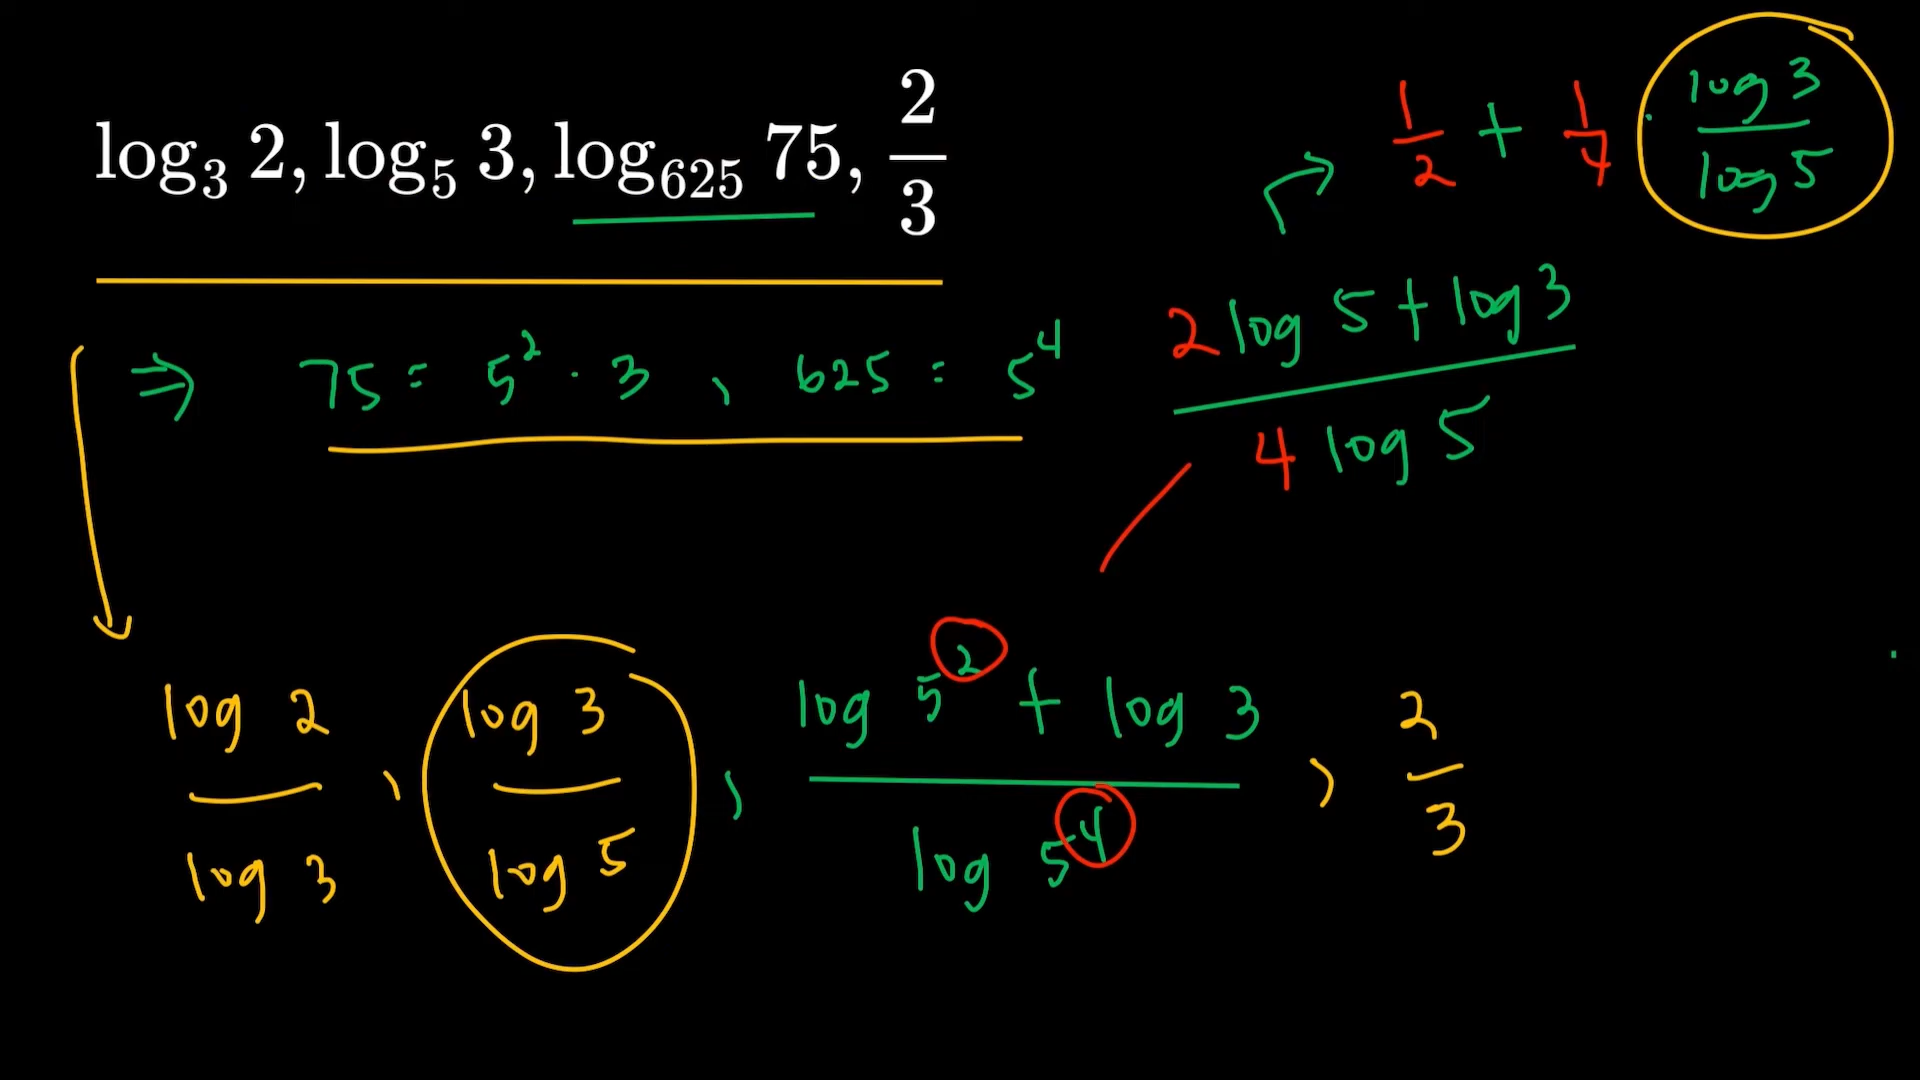 log₃ 2, log₅ 3, log₆₂₅ 75, 2/3
1/2 + 1/4 · log 3 / log 5
2 log 5 + log 3 / 4 log 5
⇒ 75 = 5² · 3 , 625 = 5⁴
log 2 / log 3 , log 3 / log 5 , log 5² + log 3 / log 5⁴ , 2/3